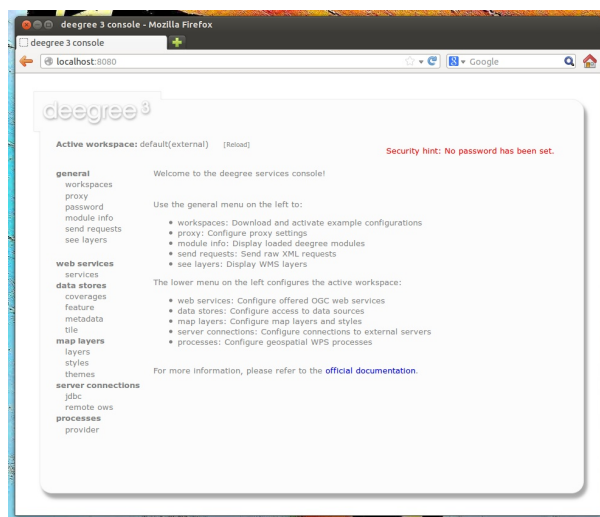 deegree 3 console - Mozilla Firefox
deegree 3 console
localhost:8080
Google
deegree 3
Active workspace: default(external) [Reload]
Security hint: No password has been set.
general
workspaces
proxy
password
module info
send requests
see layers
web services
services
data stores
coverages
feature
metadata
tile
map layers
layers
styles
themes
server connections
jdbc
remote ows
processes
provider
Welcome to the deegree services console!
Use the general menu on the left to:
workspaces: Download and activate example configurations
proxy: Configure proxy settings
module info: Display loaded deegree modules
send requests: Send raw XML requests
see layers: Display WMS layers
The lower menu on the left configures the active workspace:
web services: Configure offered OGC web services
data stores: Configure access to data sources
map layers: Configure map layers and styles
server connections: Configure connections to external servers
processes: Configure geospatial WPS processes
For more information, please refer to the official documentation.